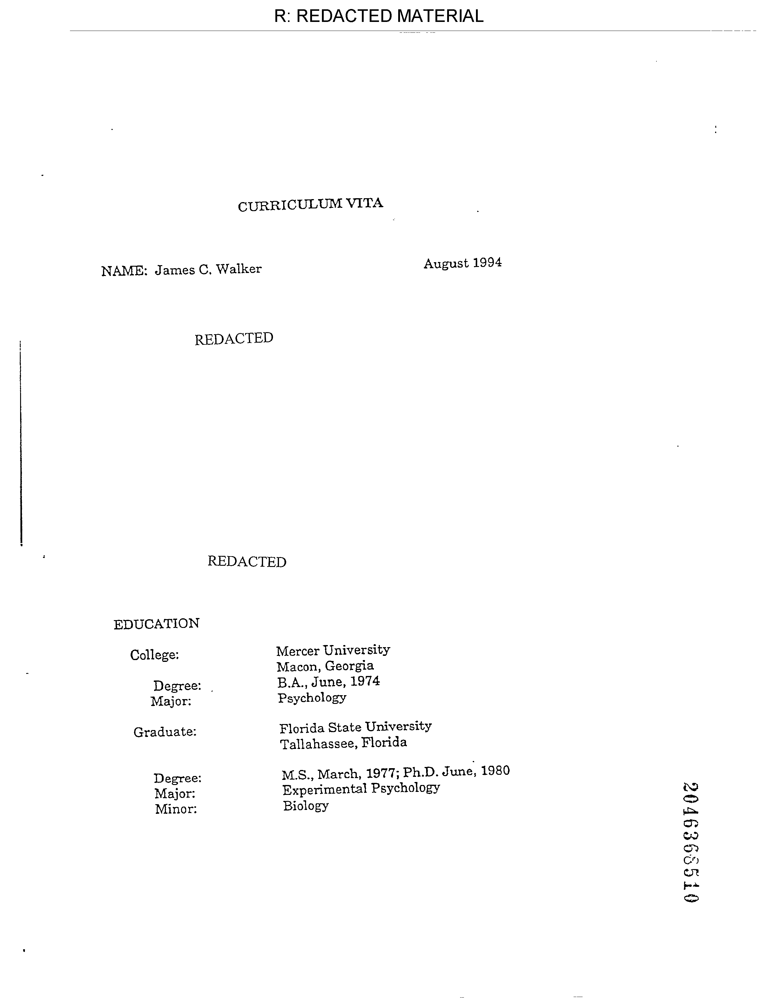 R: REDACTED MATERIAL
CURRICULUM VITA
NAME: James C. Walker August 1994
REDACTED
REDACTED
EDUCATION
College: Mercer University
Macon, Georgia
Degree: B.A., June, 1974
Major: Psychology
Graduate: Florida State University
Tallahassee, Florida
Degree: M.S., March, 1977; Ph.D. June, 1980
Major: Experimental Psychology
Minor: Biology
2046368510